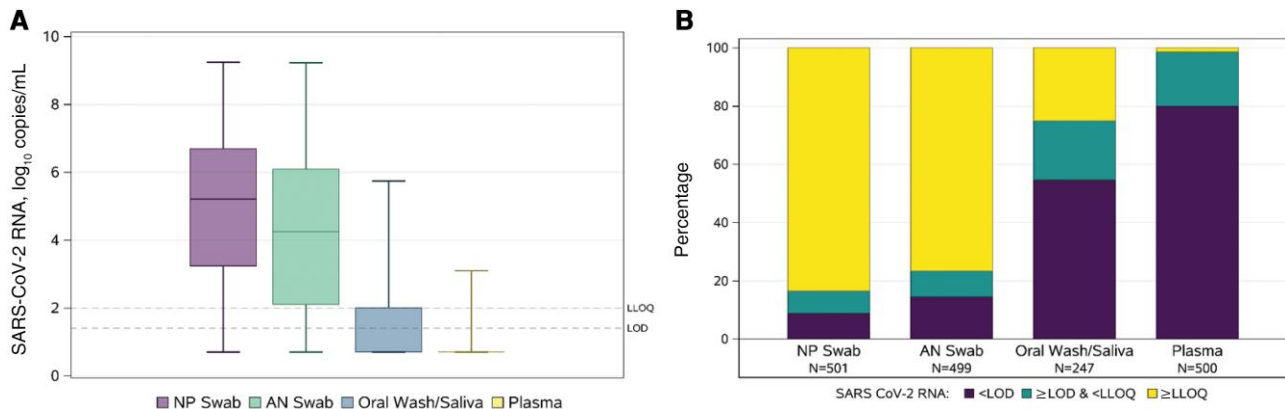 A
SARS-CoV-2 RNA, log10 copies/mL
10
8
6
4
2
0
LLOQ
LOD
NP Swab AN Swab Oral Wash/Saliva Plasma
B
Percentage
100
80
60
40
20
0
NP Swab AN Swab Oral Wash/Saliva Plasma
N=501 N=499 N=247 N=500
SARS CoV-2 RNA: <LOD ≥LOD & <LLOQ ≥LLOQ